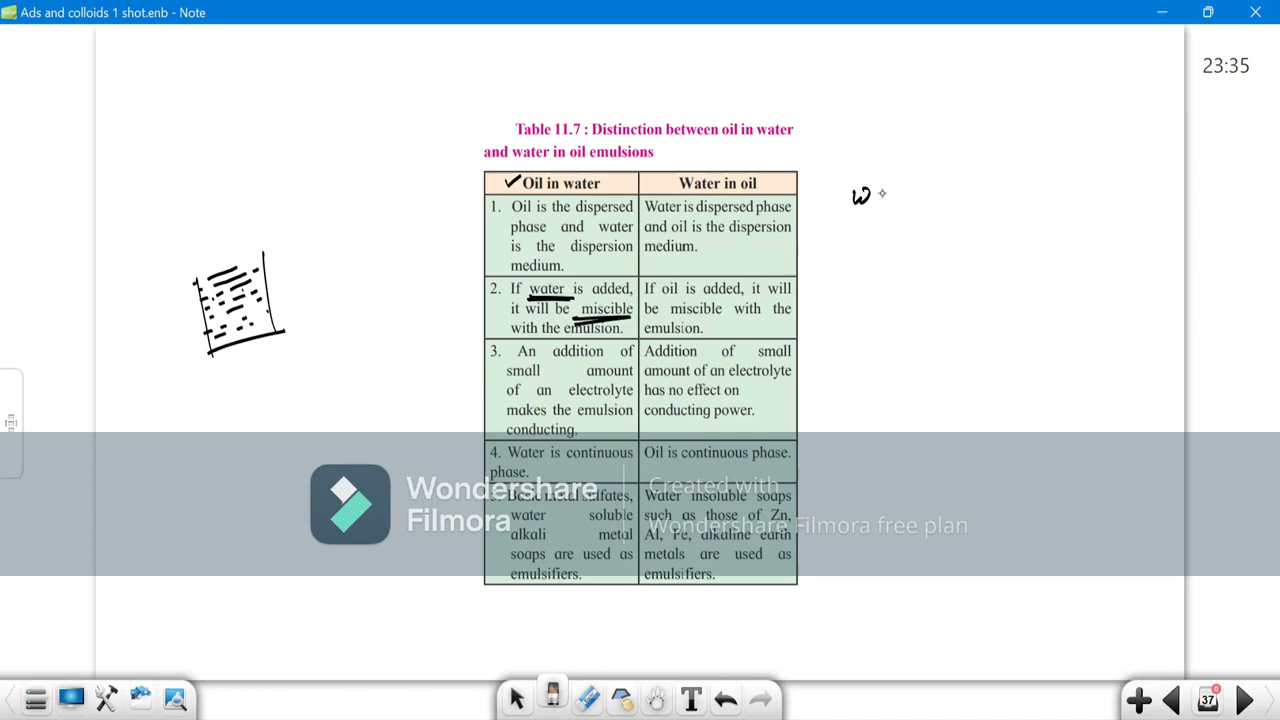 Ads and colloids 1 shot.enb - Note
23:35
Table 11.7 : Distinction between oil in water
and water in oil emulsions
Oil in water
1. Oil is the dispersed
phase and water
is the dispersion
medium.
2. If water is added,
it will be miscible
with the emulsion.
3. An addition of
small amount
of an electrolyte
makes the emulsion
conducting.
4. Water is continuous
phase.
5. Basic metal sulfates,
water soluble
alkali metal
soaps are used as
emulsifiers.
Water in oil
Water is dispersed phase
and oil is the dispersion
medium.
If oil is added, it will
be miscible with the
emulsion.
Addition of small
amount of an electrolyte
has no effect on
conducting power.
Oil is continuous phase.
Water insoluble soaps
such as those of Zn,
Al, Fe, alkaline earth
metals are used as
emulsifiers.
w
Wondershare
Filmora
Created with
Wondershare Filmora free plan
T
37
0